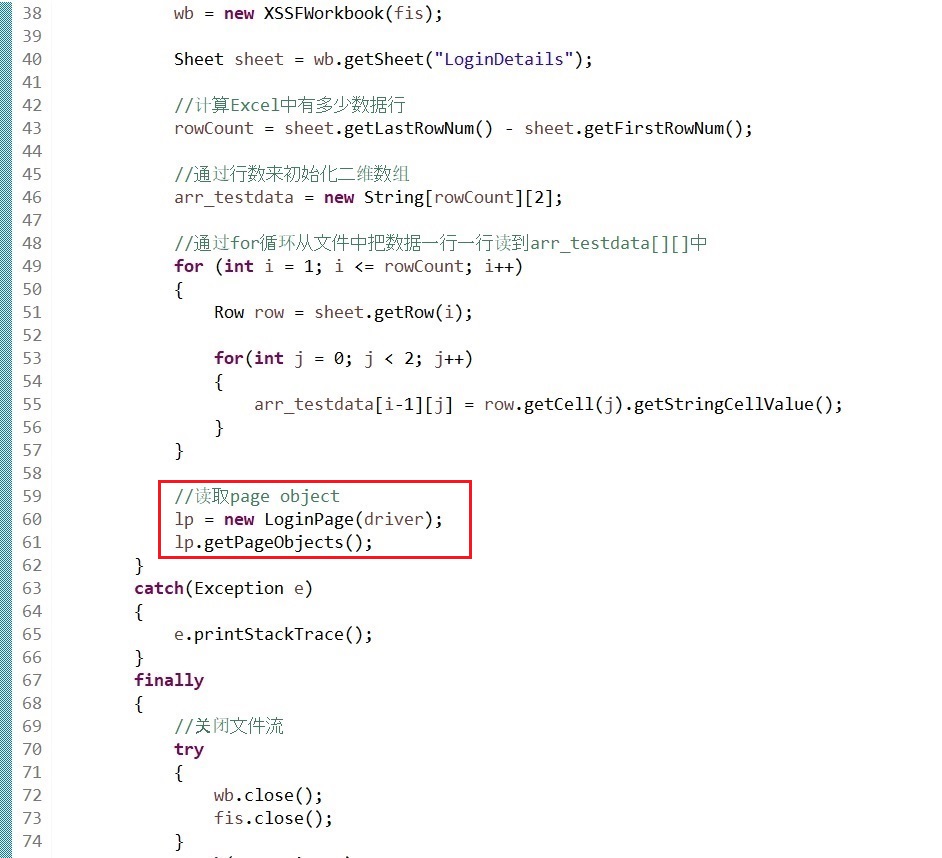 38 wb = new XSSFWorkbook(fis);
39
40 Sheet sheet = wb.getSheet("LoginDetails");
41
42 //计算Excel中有多少数据行
43 rowCount = sheet.getLastRowNum() - sheet.getFirstRowNum();
44
45 //通过行数来初始化二维数组
46 arr_testdata = new String[rowCount][2];
47
48 //通过for循环从文件中把数据一行一行读到arr_testdata[][]中
49 for (int i = 1; i <= rowCount; i++)
50 {
51 Row row = sheet.getRow(i);
52
53 for(int j = 0; j < 2; j++)
54 {
55 arr_testdata[i-1][j] = row.getCell(j).getStringCellValue();
56 }
57 }
58
59 //读取page object
60 lp = new LoginPage(driver);
61 lp.getPageObjects();
62 }
63 catch(Exception e)
64 {
65 e.printStackTrace();
66 }
67 finally
68 {
69 //关闭文件流
70 try
71 {
72 wb.close();
73 fis.close();
74 }